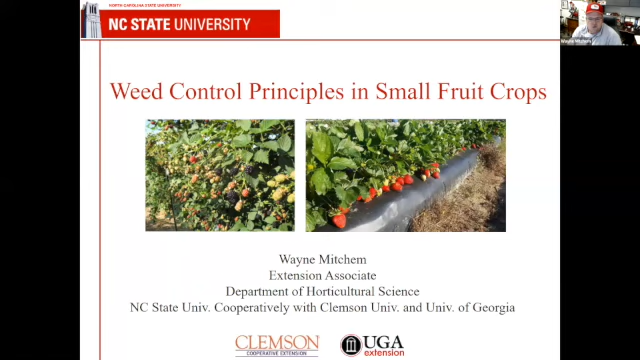 NORTH CAROLINA STATE UNIVERSITY
NC STATE UNIVERSITY
Wayne Mitchem
Weed Control Principles in Small Fruit Crops
Wayne Mitchem
Extension Associate
Department of Horticultural Science
NC State Univ. Cooperatively with Clemson Univ. and Univ. of Georgia
CLEMSON
COOPERATIVE EXTENSION
UGA
extension